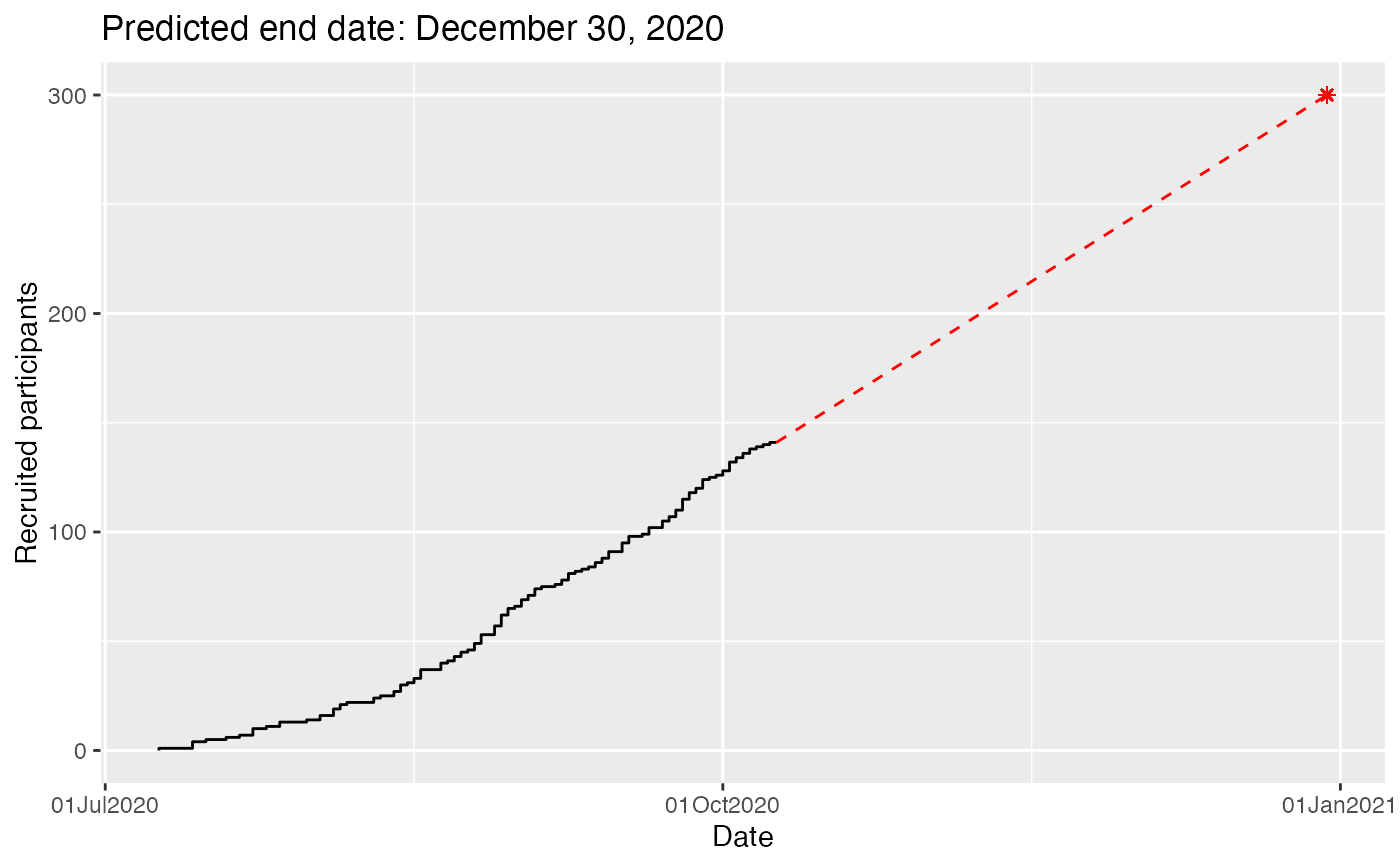 Predicted end date: December 30, 2020
300
200
100
0
Recruited participants
01Jul2020
01Oct2020
01Jan2021
Date